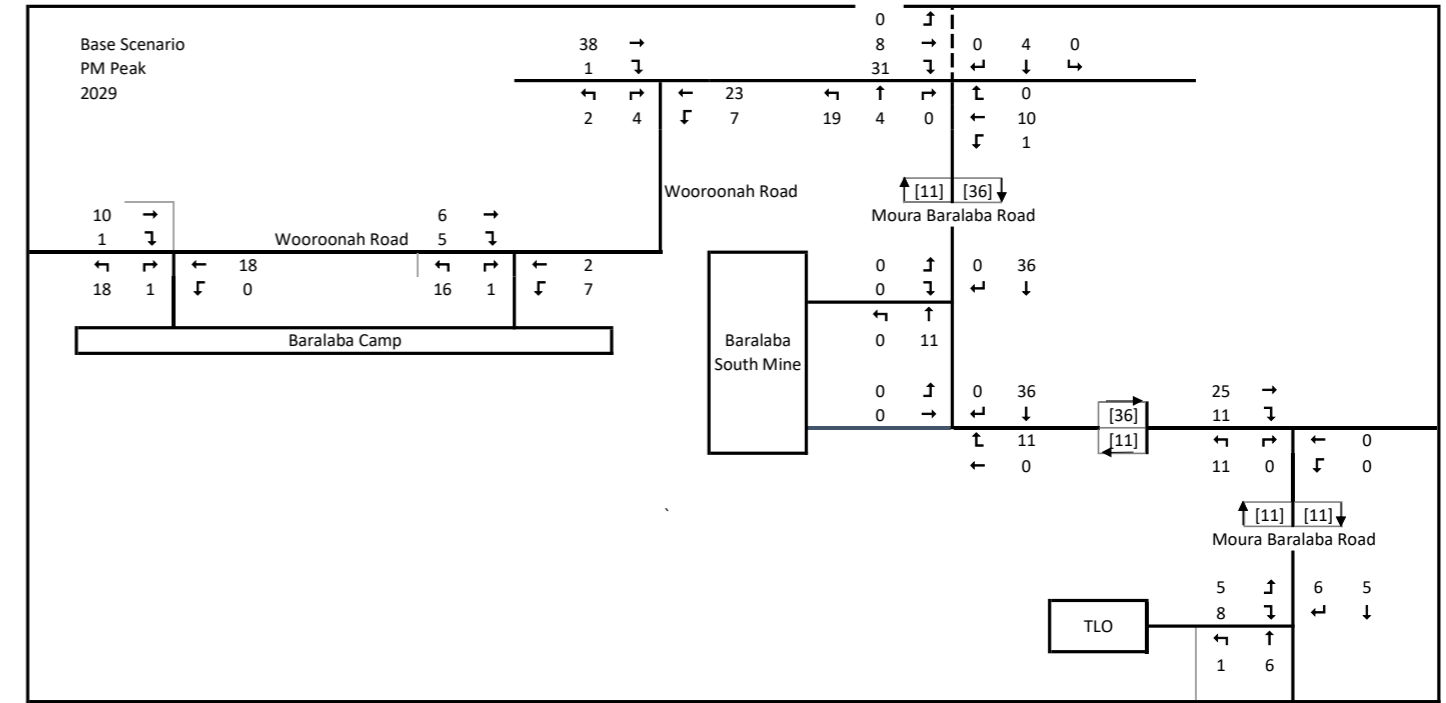 0 ⮥
Base Scenario 38 → 8 → 0 4 0
PM Peak 1 ↴ 31 ↴ ↵ ↓ ↳
2029 ↰ ↱ ← 23 ↰ ↑ ↱ ↑ 0
2 4 ↓ 7 19 4 0 ← 10
1
Wooroonah Road [11] [36]
10 → 6 → Moura Baralaba Road
1 ↴ Wooroonah Road 5 ↴
↰ ↱ ← 18 ↰ ↱ ← 2 0 0 36
18 1 0 16 1 7 0 ↴ ↵ ↓
↰ ↑
Baralaba Camp Baralaba 0 11
South Mine
0 0 36 25 →
0 → ↵ ↓ [36] 11 ↴
11 [11] ↰ ↱ ← 0
← 0 11 0 0
` [11] [11]
Moura Baralaba Road
5 6 5
TLO 8 ↴ ↵ ↓
↰ ↑
1 6